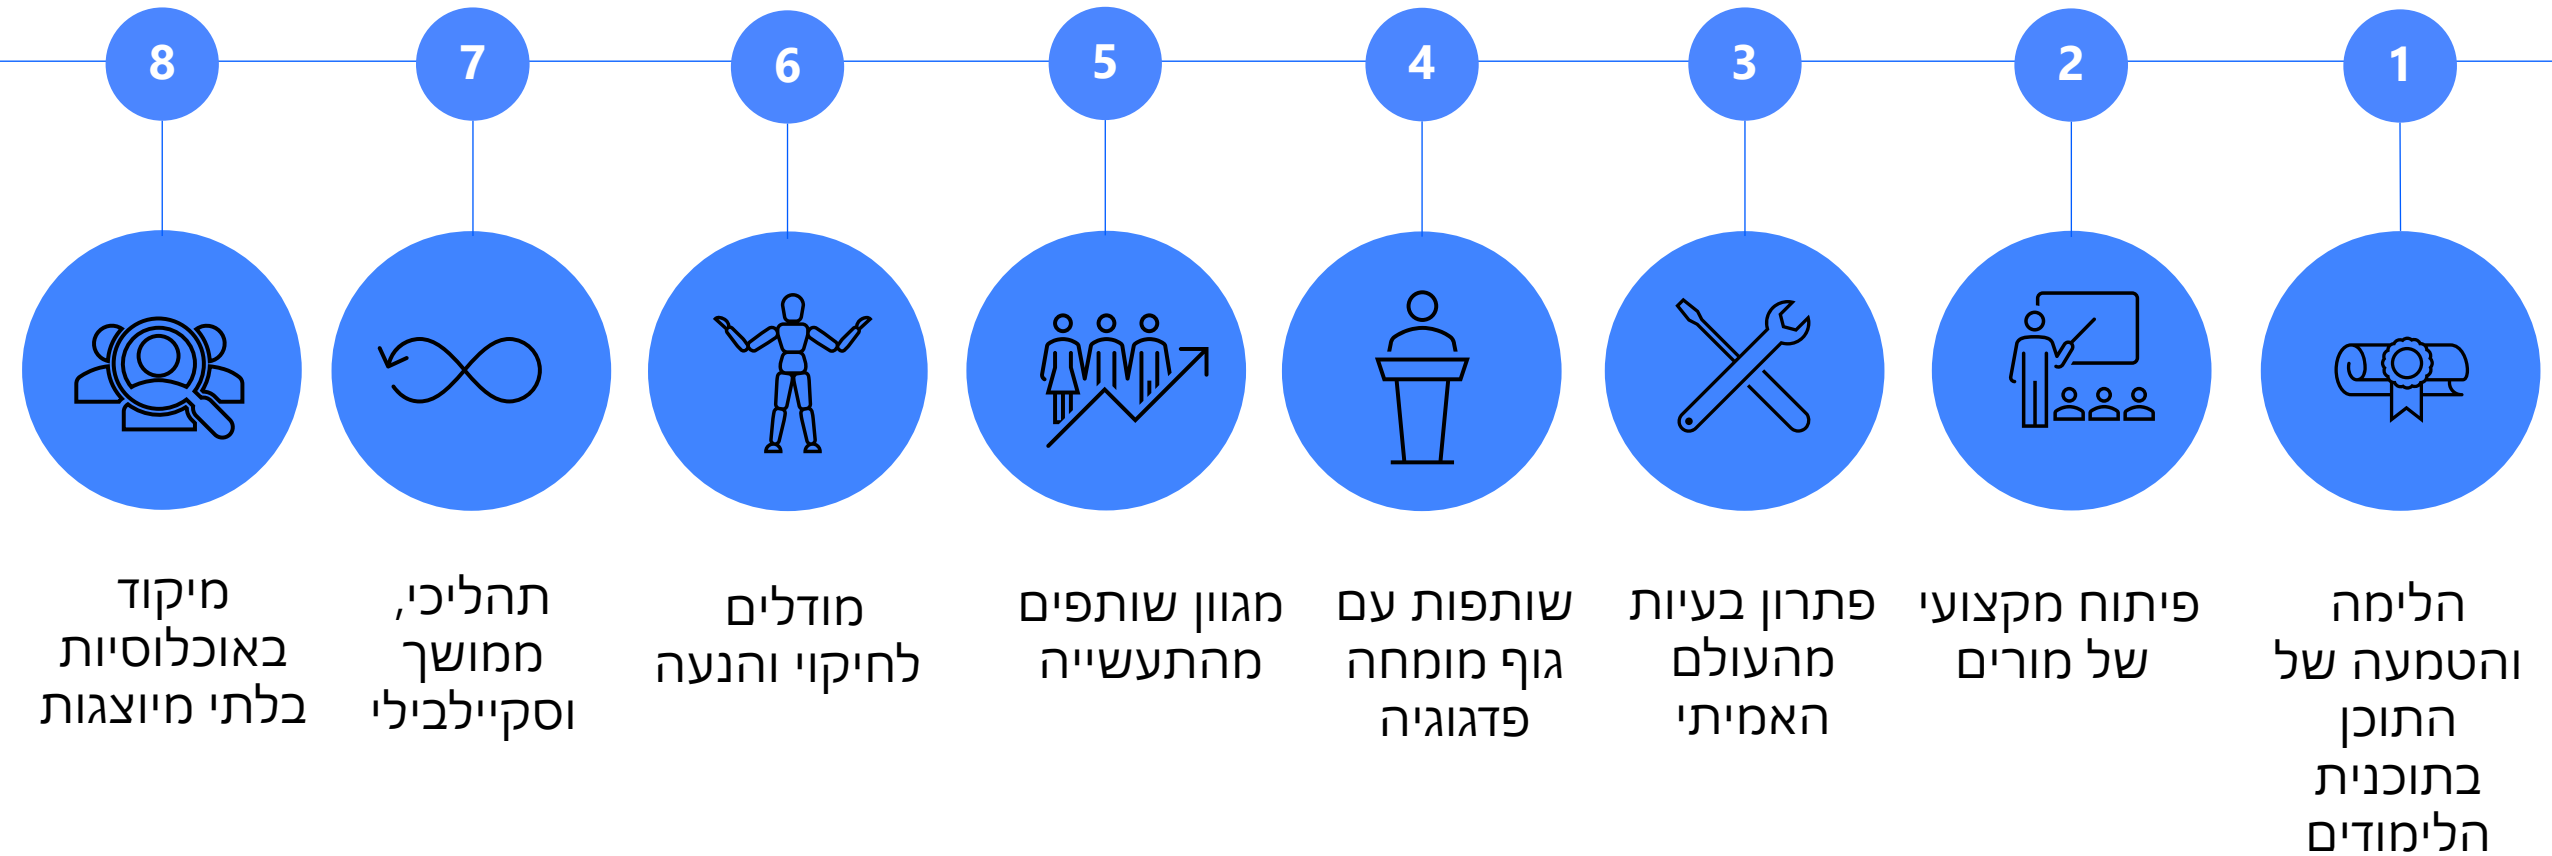 1
הלימה
והטמעה של
התוכן
בתוכנית
הלימודים
2
פיתוח מקצועי
של מורים
3
פתרון בעיות
מהעולם
האמיתי
4
שותפות עם
גוף מומחה
פדגוגיה
5
מגוון שותפים
מהתעשייה
6
מודלים
לחיקוי והנעה
7
תהליכי,
ממושך
וסקיילבילי
8
מיקוד
באוכלוסיות
בלתי מיוצגות